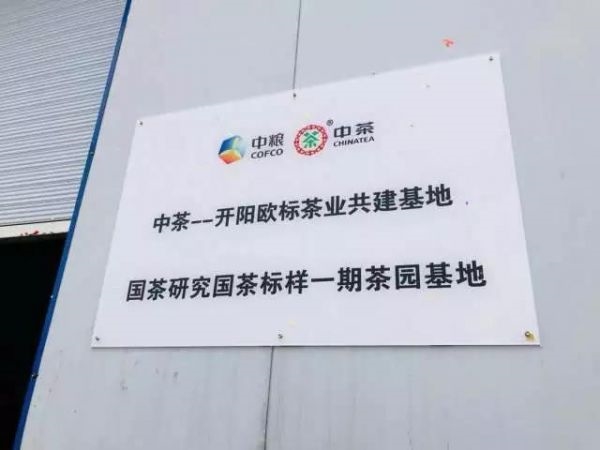 中粮
COFCO
茶
®
中茶
CHINATEA
中茶--开阳欧标茶业共建基地
国茶研究国茶标样一期茶园基地